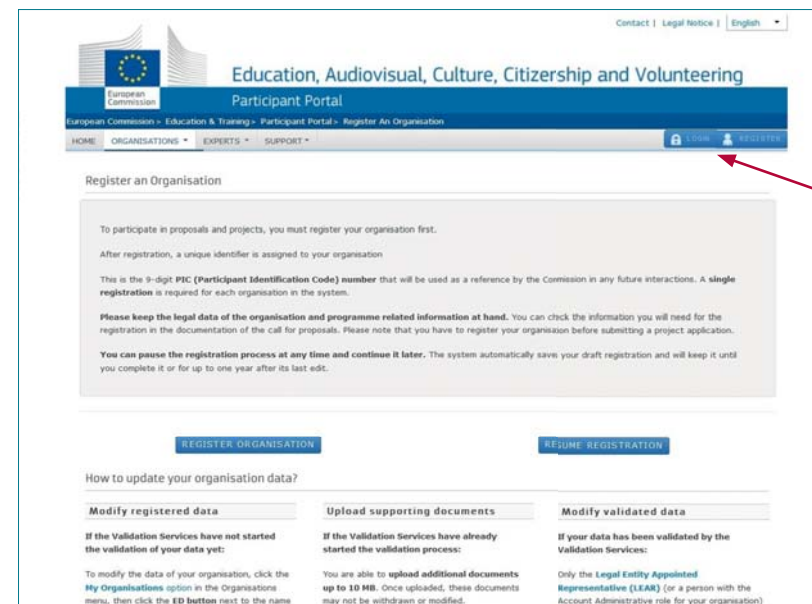 Contact | Legal Notice | English
Education, Audiovisual, Culture, Citizership and Volunteering
European
Commission
Participant Portal
European Commission > Education & Training > Participant Portal > Register An Organisation
HOME ORGANISATIONS EXPERTS SUPPORT LOGIN REGISTER
Register an Organisation
To participate in proposals and projects, you must register your organisation first.
After registration, a unique identifier is assigned to your organisation
This is the 9-digit PIC (Participant Identification Code) number that will be used as a reference by the Commission in any future interactions. A single
registration is required for each organisation in the system.
Please keep the legal data of the organisation and programme related information at hand. You can check the information you will need for the
registration in the documentation of the call for proposals. Please note that you have to register your organisaion before submitting a project application.
You can pause the registration process at any time and continue it later. The system automatically saves your draft registration and will keep it until
you complete it or for up to one year after its last edit.
REGISTER ORGANISATION RESUME REGISTRATION
How to update your organisation data?
Modify registered data Upload supporting documents Modify validated data
If the Validation Services have not started
the validation of your data yet:
To modify the data of your organisation, click the
My Organisations option in the Organisations
menu, then click the ED button next to the name
If the Validation Services have already
started the validation process:
You are able to upload additional documents
up to 10 MB. Once uploaded, these documents
may not be withdrawn or modified.
If your data has been validated by the
Validation Services:
Only the Legal Entity Appointed
Representative (LEAR) (or a person with the
Account Administrative role for your organisation)